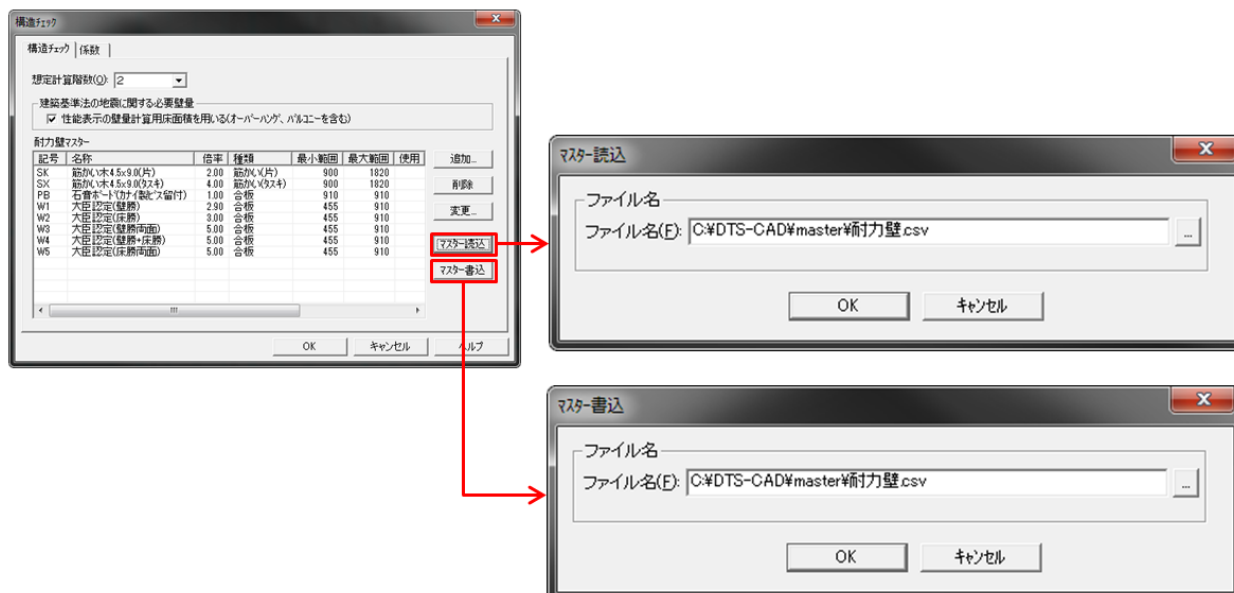 構造チェック
構造チェック 係数
想定計算階数(O): 2
建築基準法の地震に関する必要壁量
性能表示の壁量計算用床面積を用いる(オーバーハング、バルコニーを含む)
耐力壁マスター
記号 名称 倍率 種類 最小範囲 最大範囲 使用
SK 筋かい木4.5x9.0(片) 2.00 筋かい(片) 900 1820
SX 筋かい木4.5x9.0(タスキ) 4.00 筋かい(タスキ) 900 1820
PB 石膏ボード(カナイ製ビス留付) 1.00 合板 910 910
W1 大臣認定(壁勝) 2.90 合板 455 910
W2 大臣認定(床勝) 3.00 合板 455 910
W3 大臣認定(壁勝両面) 5.00 合板 455 910
W4 大臣認定(壁勝+床勝) 5.00 合板 455 910
W5 大臣認定(床勝両面) 5.00 合板 455 910
追加...
削除
変更...
マスター読込
マスター書込
OK キャンセル ヘルプ
マスター読込
ファイル名
ファイル名(F): C:¥DTS-CAD¥master¥耐力壁.csv ...
OK キャンセル
マスター書込
ファイル名
ファイル名(F): C:¥DTS-CAD¥master¥耐力壁.csv ...
OK キャンセル